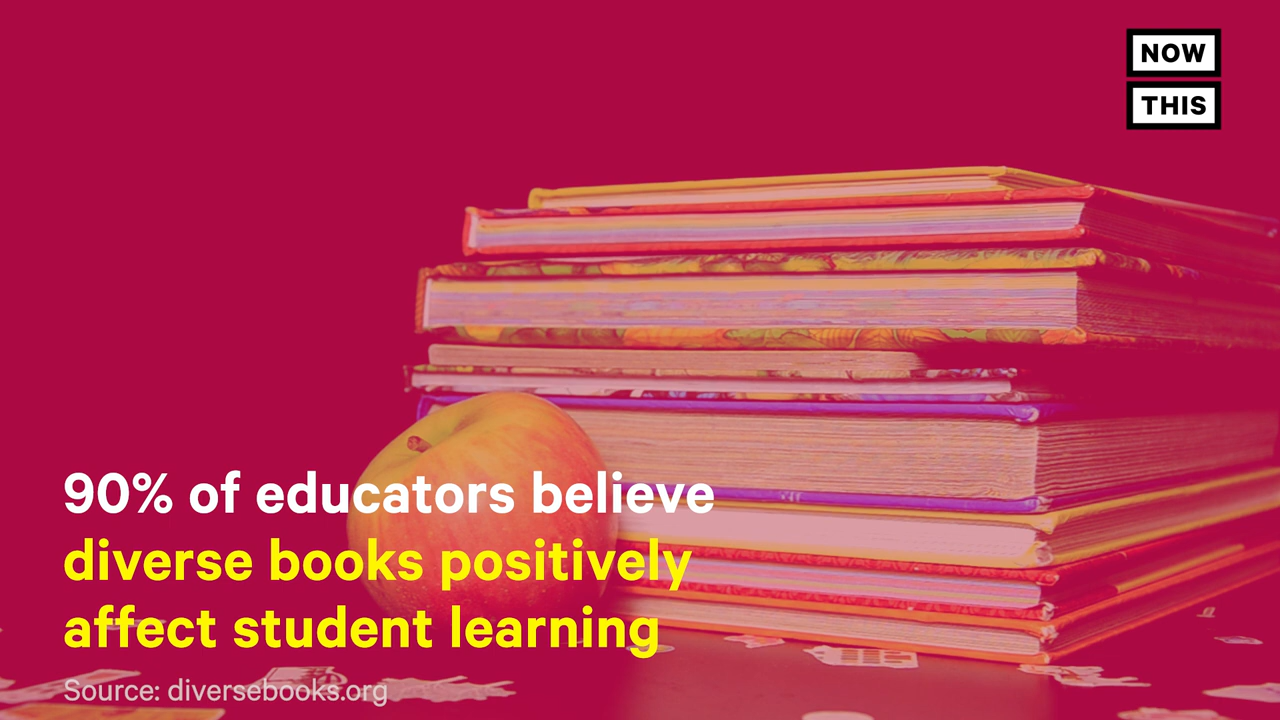 NOW
THIS
90% of educators believe
diverse books positively
affect student learning
Source: diversebooks.org